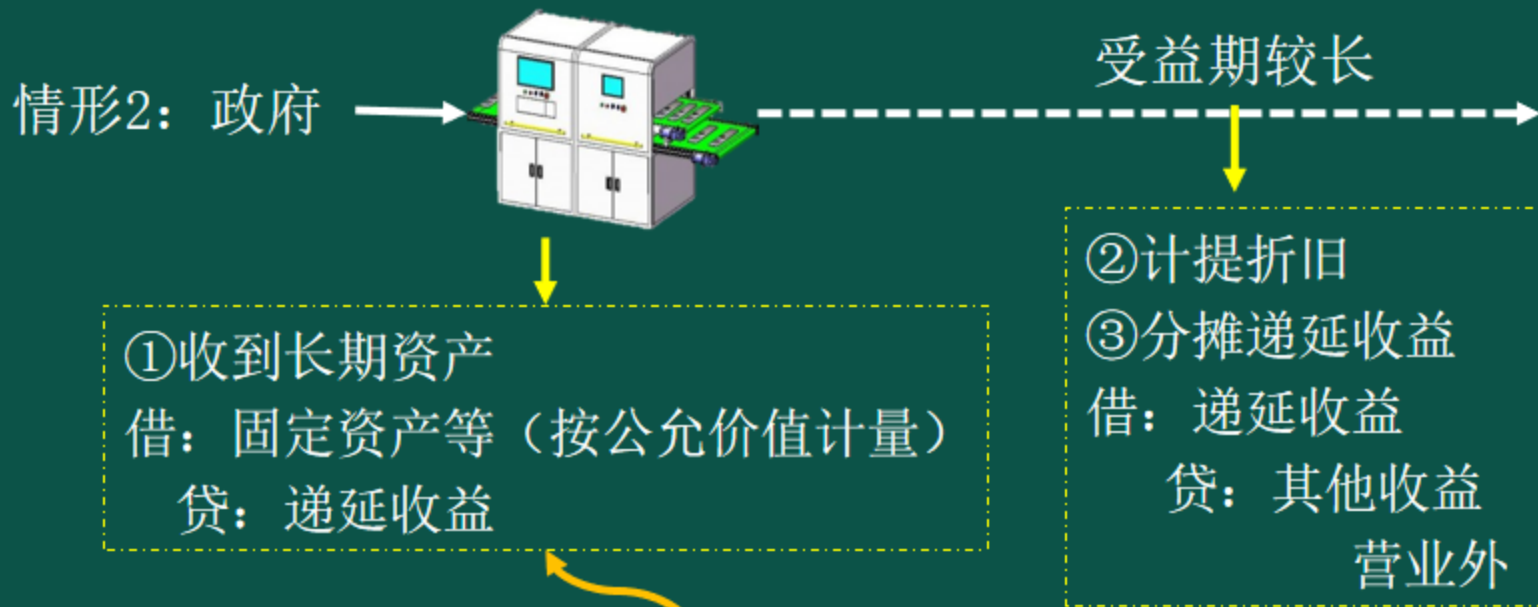 情形2：政府
受益期较长
①收到长期资产
借：固定资产等（按公允价值计量）
贷：递延收益
②计提折旧
③分摊递延收益
借：递延收益
贷：其他收益
营业外